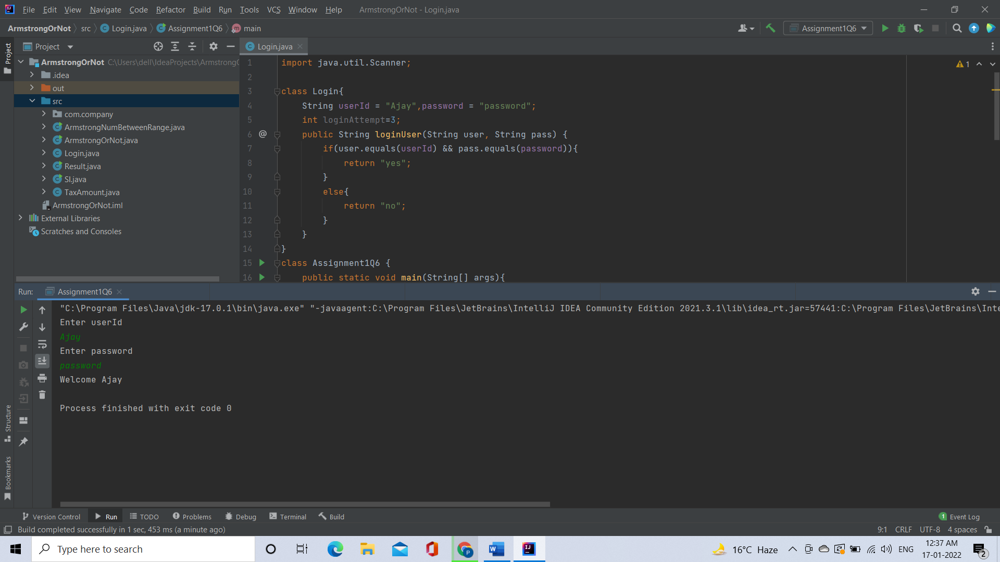 File Edit View Navigate Code Refactor Build Run Tools VCS Window Help ArmstrongOrNot - Login.java
ArmstrongOrNot src Login.java Assignment1Q6 main Assignment1Q6
Project
Project
ArmstrongOrNot C:\Users\dell\IdeaProjects\Armstrong
.idea
out
src
com.company
ArmstrongNumBetweenRange.java
ArmstrongOrNot.java
Login.java
Result.java
SI.java
TaxAmount.java
ArmstrongOrNot.iml
External Libraries
Scratches and Consoles
Login.java
1 import java.util.Scanner;
2
3 class Login{
4 String userId = "Ajay",password = "password";
5 int loginAttempt=3;
6 @ public String loginUser(String user, String pass) {
7 if(user.equals(userId) && pass.equals(password)){
8 return "yes";
9 }
10 else{
11 return "no";
12 }
13 }
14 }
15 class Assignment1Q6 {
16 public static void main(String[] args){
1
Run: Assignment1Q6
"C:\Program Files\Java\jdk-17.0.1\bin\java.exe" "-javaagent:C:\Program Files\JetBrains\IntelliJ IDEA Community Edition 2021.3.1\lib\idea_rt.jar=57441:C:\Program Files\JetBrains\Inte
Enter userId
Ajay
Enter password
password
Welcome Ajay
Process finished with exit code 0
Structure
Bookmarks
Version Control Run TODO Problems Debug Terminal Build 1 Event Log
Build completed successfully in 1 sec, 453 ms (a minute ago) 9:1 CRLF UTF-8 4 spaces
Type here to search 16°C Haze ENG 12:37 AM
17-01-2022 2